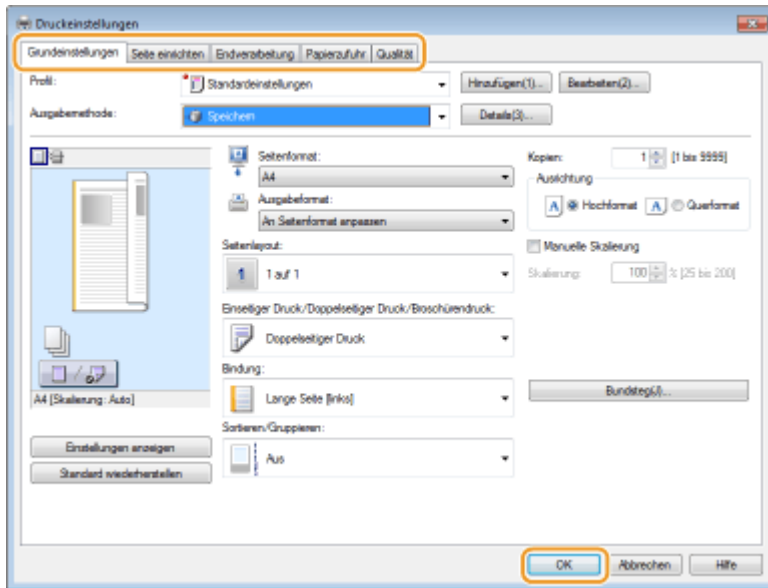 Druckeinstellungen
Grundeinstellungen Seite einrichten Endverarbeitung Papierzufuhr Qualität
Profil: Standardeinstellungen Hinzufügen(1)... Bearbeiten(2)...
Ausgabemethode: Speichern Details(3)...
Seitenformat: Kopien: 1 [1 bis 9999]
A4 Ausrichtung
Ausgabeformat: A Hochformat A Querformat
An Seitenformat anpassen
Seitenlayout: Manuelle Skalierung
1 1 auf 1 Skalierung: 100 % [25 bis 200]
Einseitiger Druck/Doppelseitiger Druck/Broschürendruck:
Doppelseitiger Druck
Bindung:
A4 [Skalierung: Auto] Lange Seite [links] Bundsteg(J)...
Sortieren/Gruppieren:
Einstellungen anzeigen Aus
Standard wiederherstellen
OK Abbrechen Hilfe